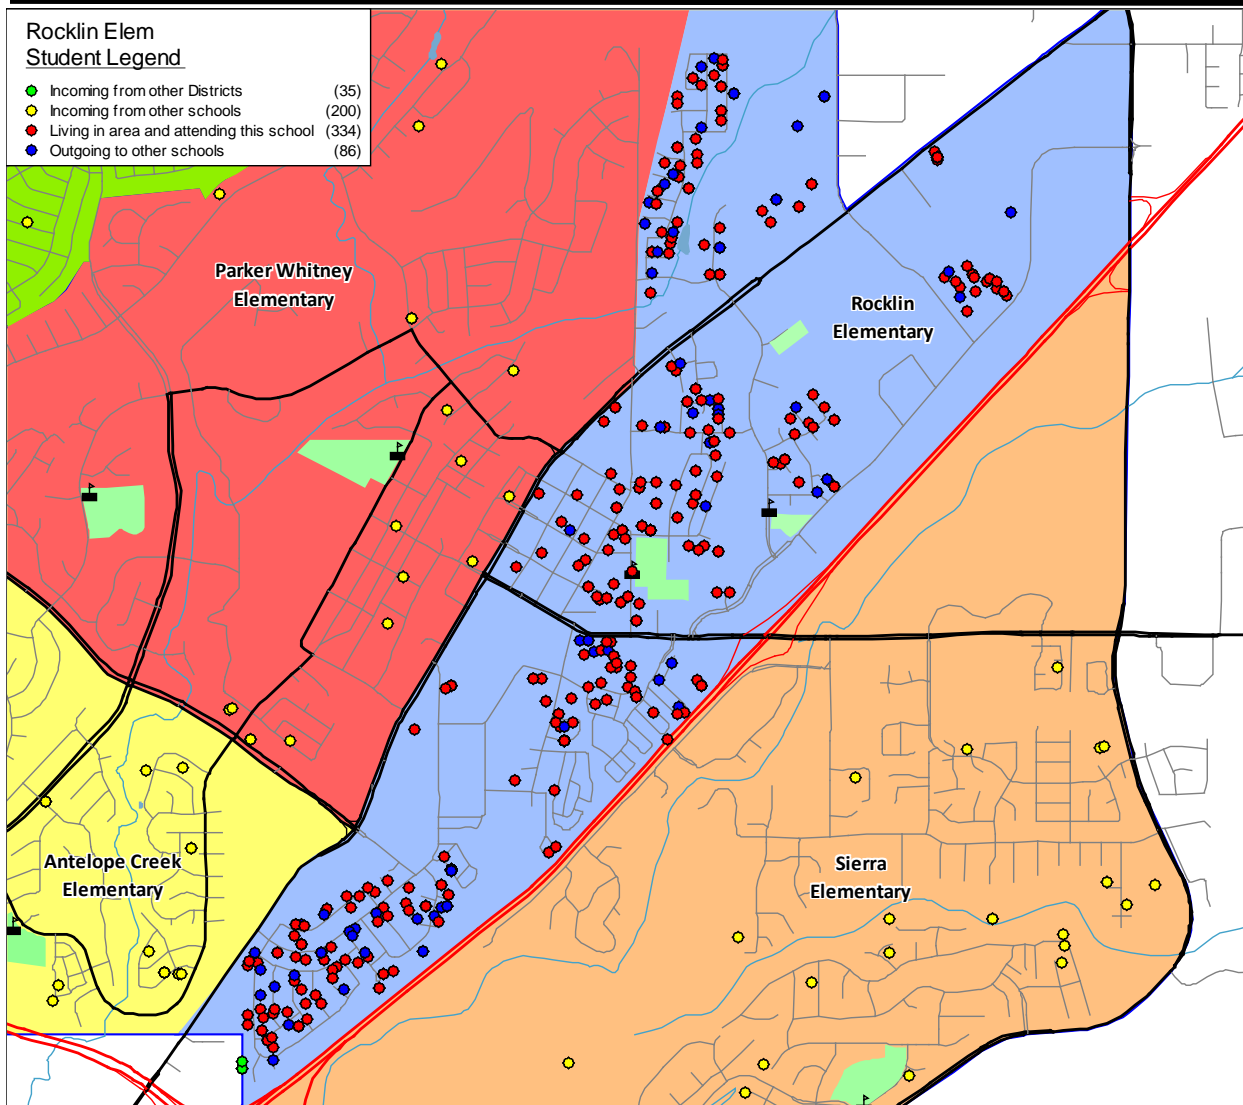 Rocklin Elem
Student Legend
Incoming from other Districts (35)
Incoming from other schools (200)
Living in area and attending this school (334)
Outgoing to other schools (86)
Parker Whitney
Elementary
Rocklin
Elementary
Antelope Creek
Elementary
Sierra
Elementary